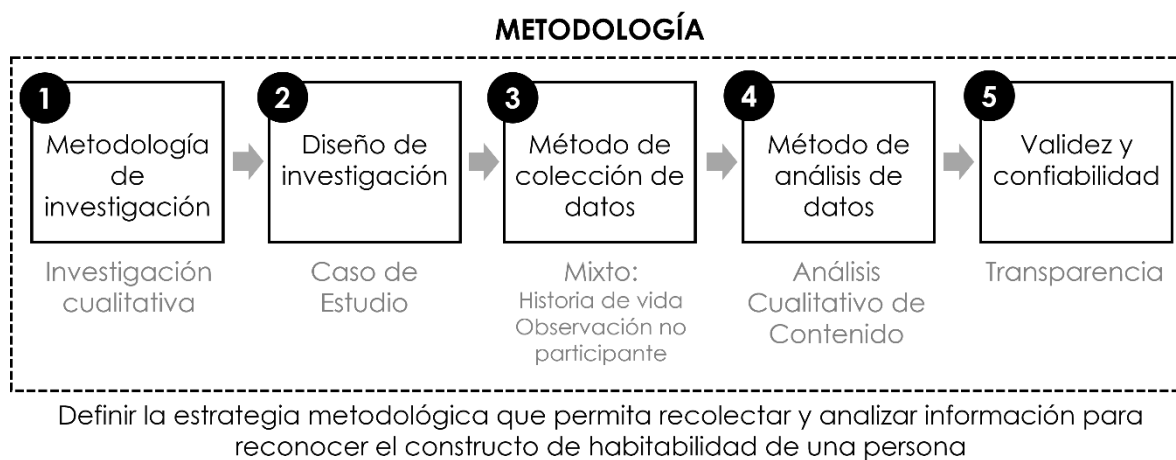 METODOLOGÍA
1
Metodología
de
investigación
Investigación
cualitativa
2
Diseño de
investigación
Caso de
Estudio
3
Método de
colección de
datos
Mixto:
Historia de vida
Observación no
participante
4
Método de
análisis de
datos
Análisis
Cualitativo de
Contenido
5
Validez y
confiabilidad
Transparencia
Definir la estrategia metodológica que permita recolectar y analizar información para
reconocer el constructo de habitabilidad de una persona